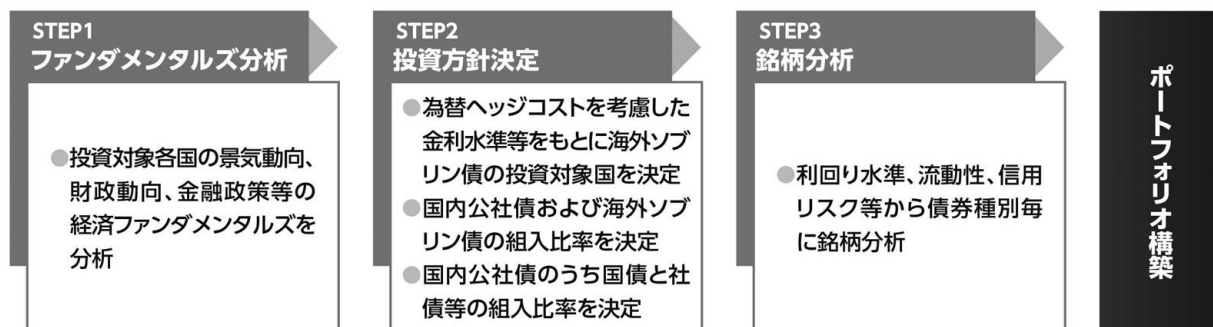 STEP1
ファンダメンタルズ分析
●投資対象各国の景気動向、
財政動向、金融政策等の
経済ファンダメンタルズを
分析
STEP2
投資方針決定
●為替ヘッジコストを考慮した
金利水準等をもとに海外ソブ
リン債の投資対象国を決定
●国内公社債および海外ソブ
リン債の組入比率を決定
●国内公社債のうち国債と社
債等の組入比率を決定
STEP3
銘柄分析
●利回り水準、流動性、信用
リスク等から債券種別毎
に銘柄分析
ポートフォリオ構築